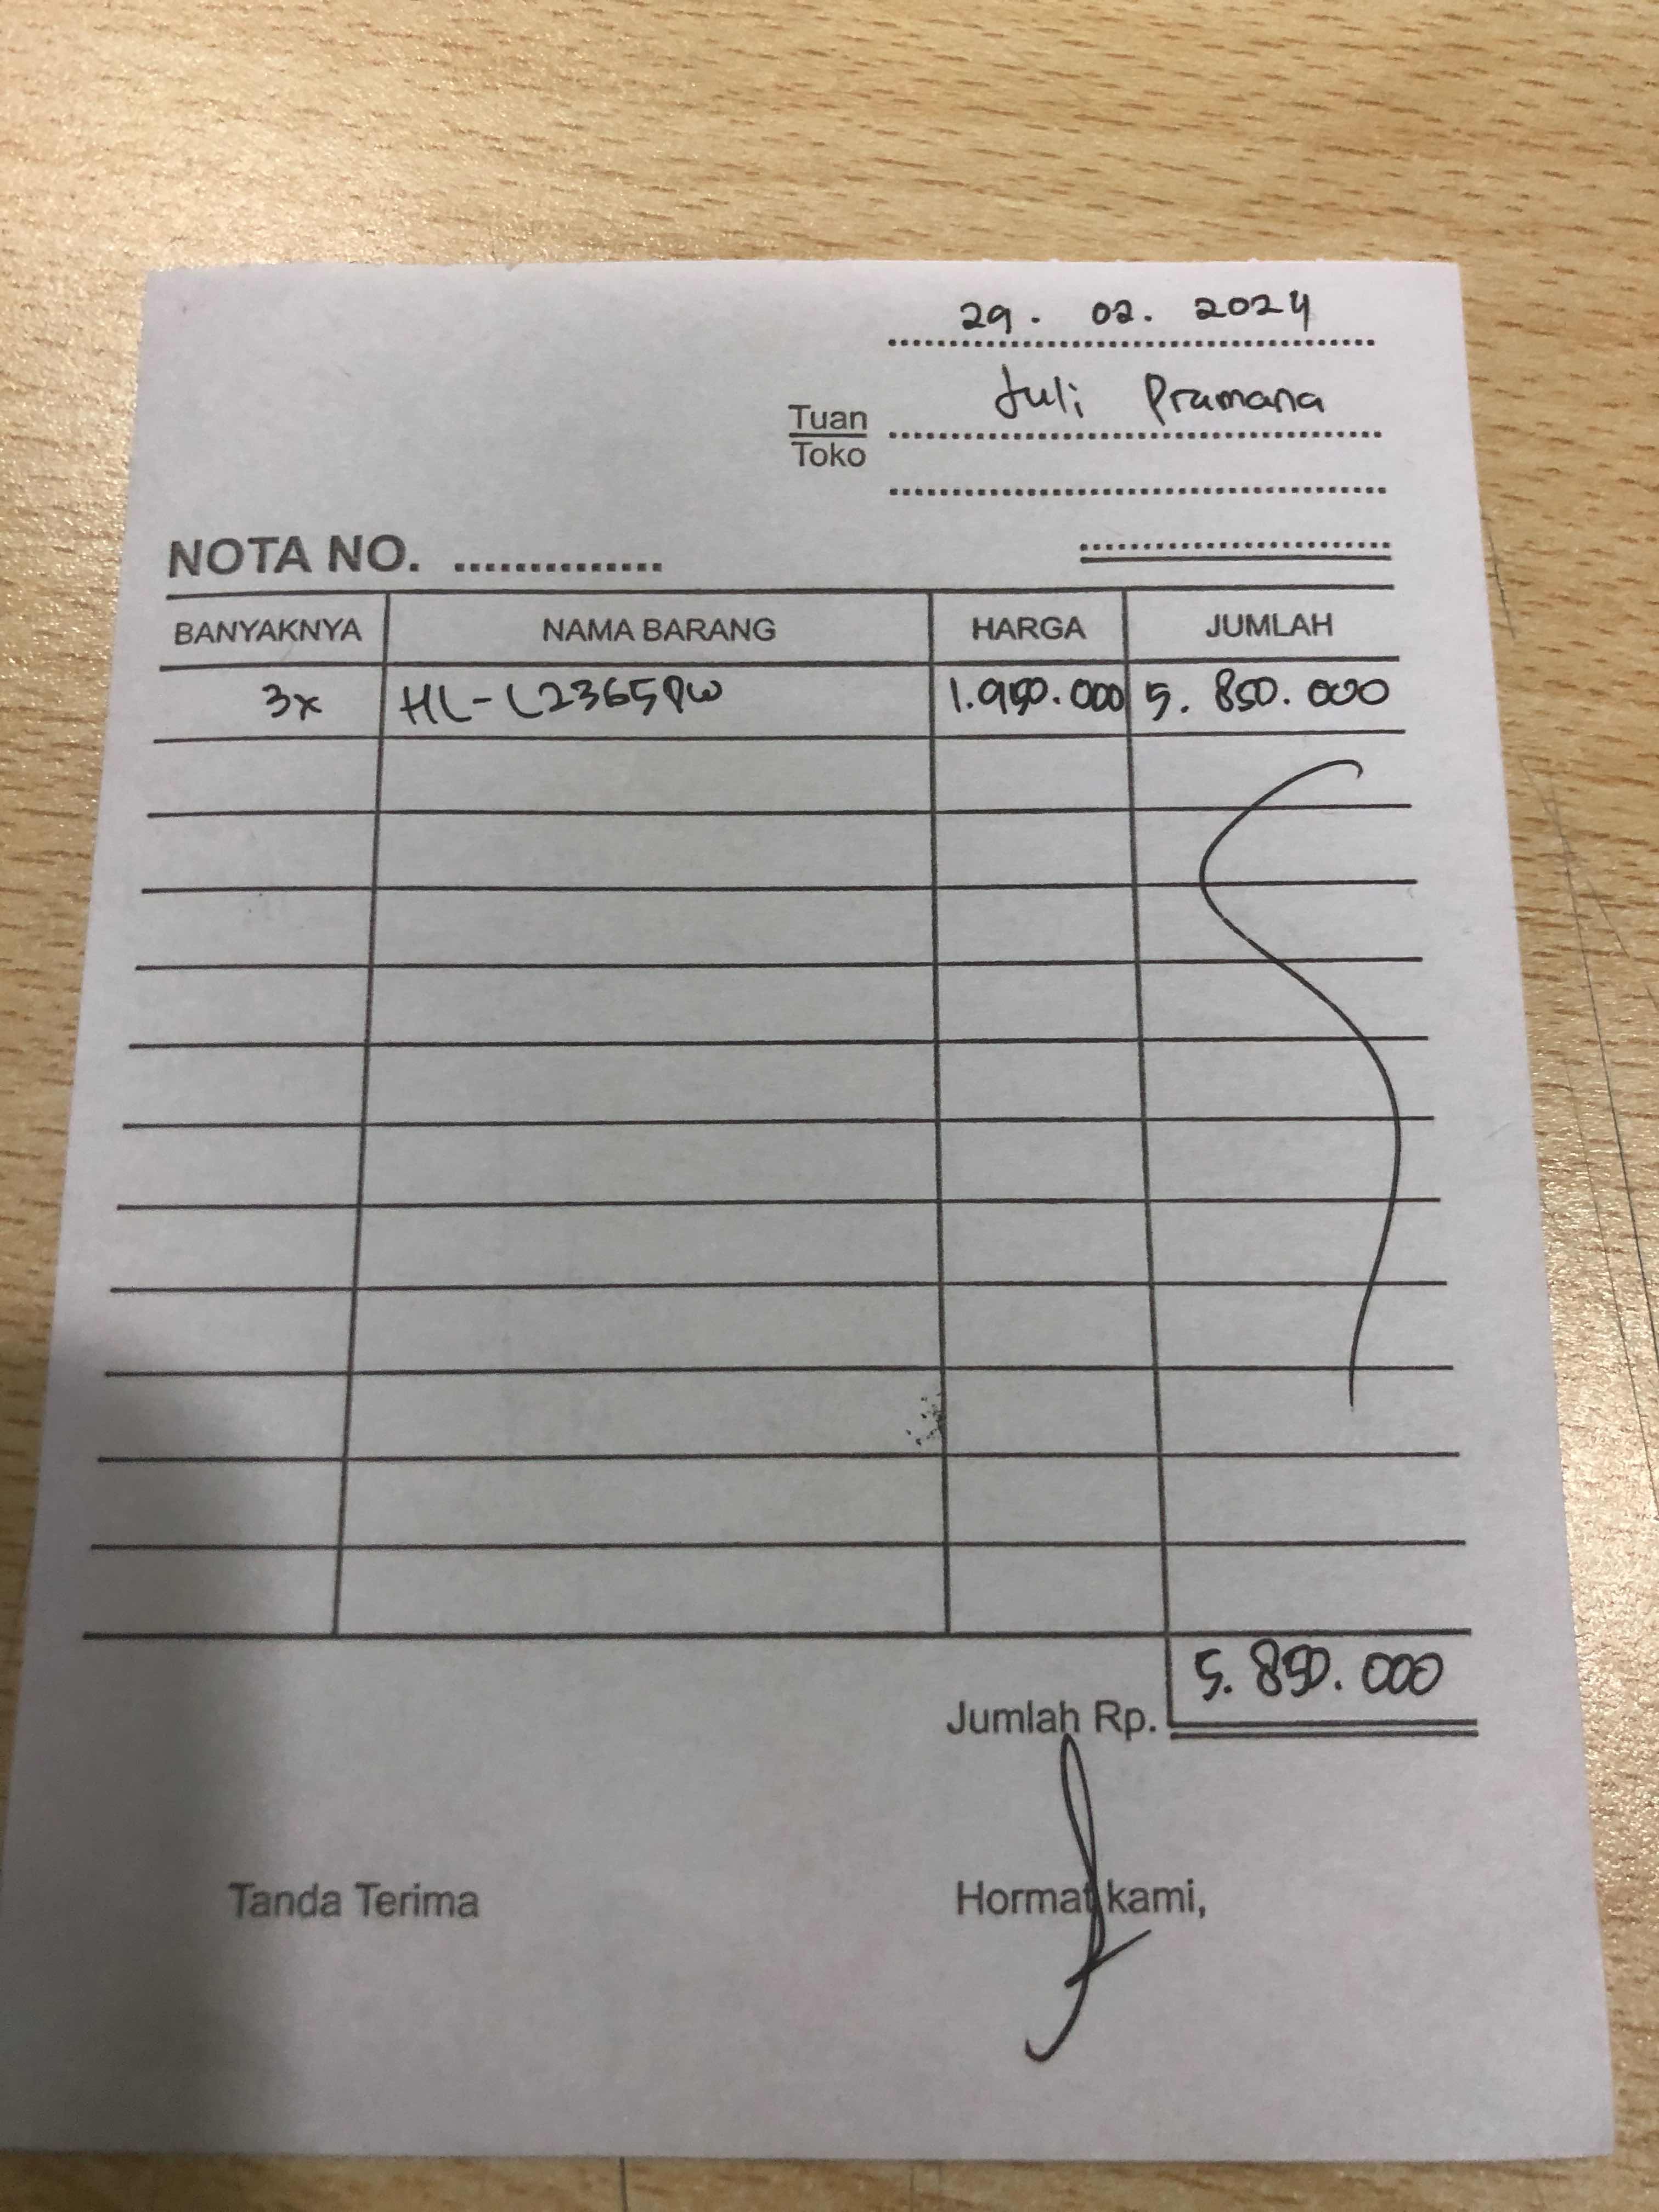 29. 02. 2024
Tuan Juli Pramana
Toko
NOTA NO. ..............
BANYAKNYA NAMA BARANG HARGA JUMLAH
3x HL-L2365DW 1.950.000 5.850.000
Jumlah Rp. 5.850.000
Tanda Terima Hormat kami,